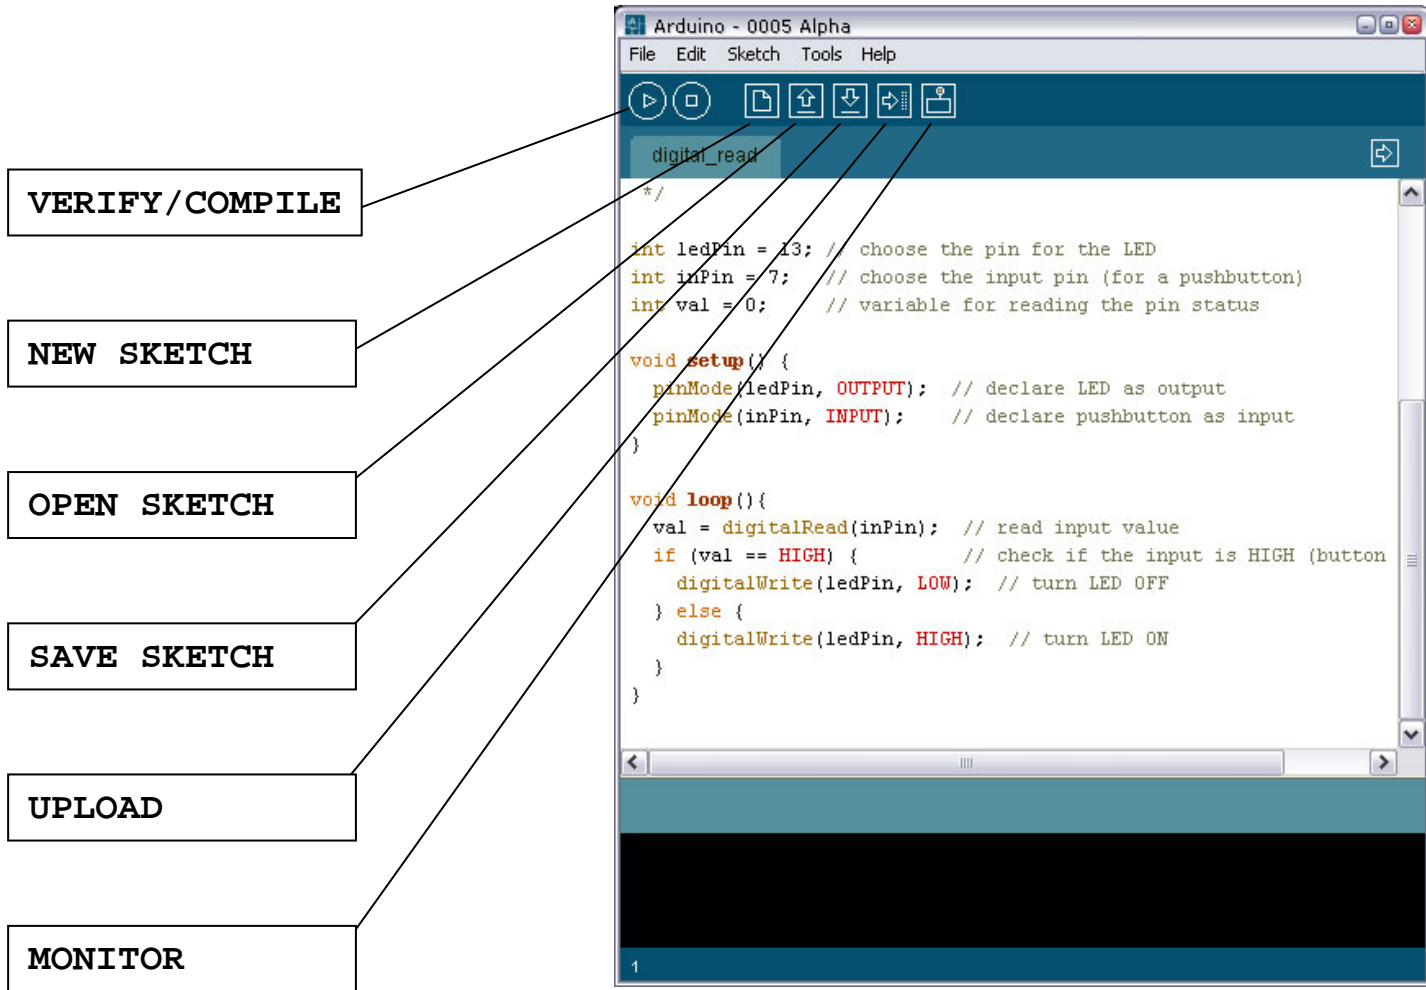 Arduino - 0005 Alpha
File Edit Sketch Tools Help
digital_read
VERIFY/COMPILE
NEW SKETCH
OPEN SKETCH
SAVE SKETCH
UPLOAD
MONITOR
*/
int ledPin = 13; // choose the pin for the LED
int inPin = 7;   // choose the input pin (for a pushbutton)
int val = 0;     // variable for reading the pin status
void setup() {
  pinMode(ledPin, OUTPUT);  // declare LED as output
  pinMode(inPin, INPUT);    // declare pushbutton as input
}
void loop(){
  val = digitalRead(inPin);  // read input value
  if (val == HIGH) {         // check if the input is HIGH (button
    digitalWrite(ledPin, LOW);  // turn LED OFF
  } else {
    digitalWrite(ledPin, HIGH);  // turn LED ON
  }
}
1